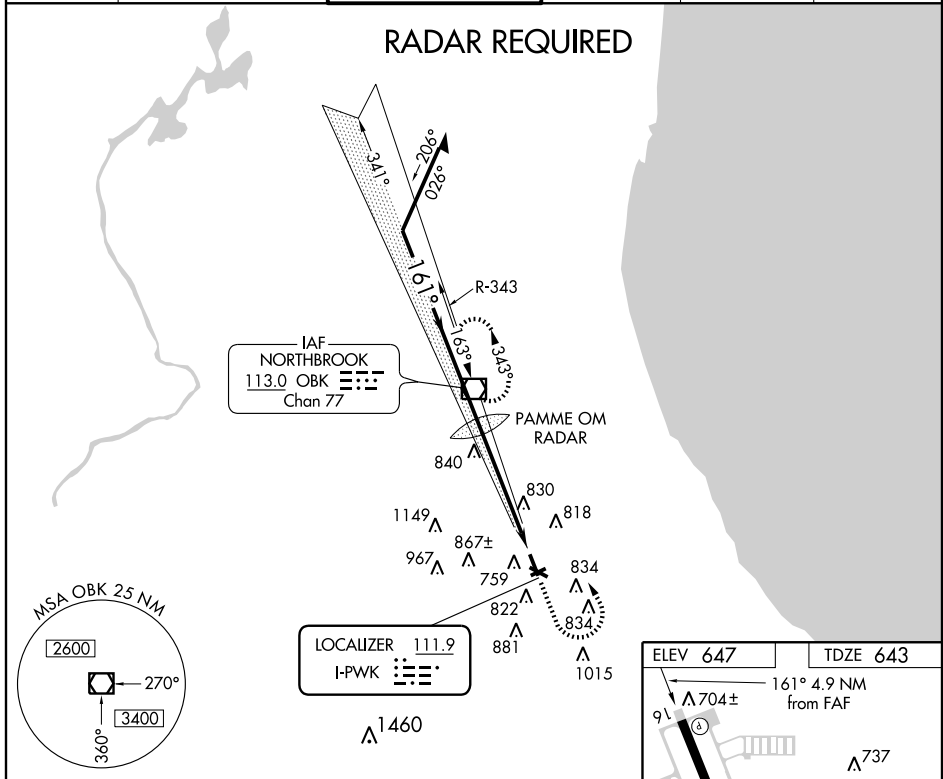 RADAR REQUIRED
341°
206°
026°
161°
R-343
163°
343°
IAF
NORTHBROOK
113.0 OBK
Chan 77
PAMME OM
RADAR
840
830
818
1149
967
867±
759
834
834
822
881
1015
MSA OBK 25 NM
2600
270°
3400
360°
LOCALIZER 111.9
I-PWK
1460
ELEV 647
TDZE 643
161° 4.9 NM
from FAF
704±
16
P
737